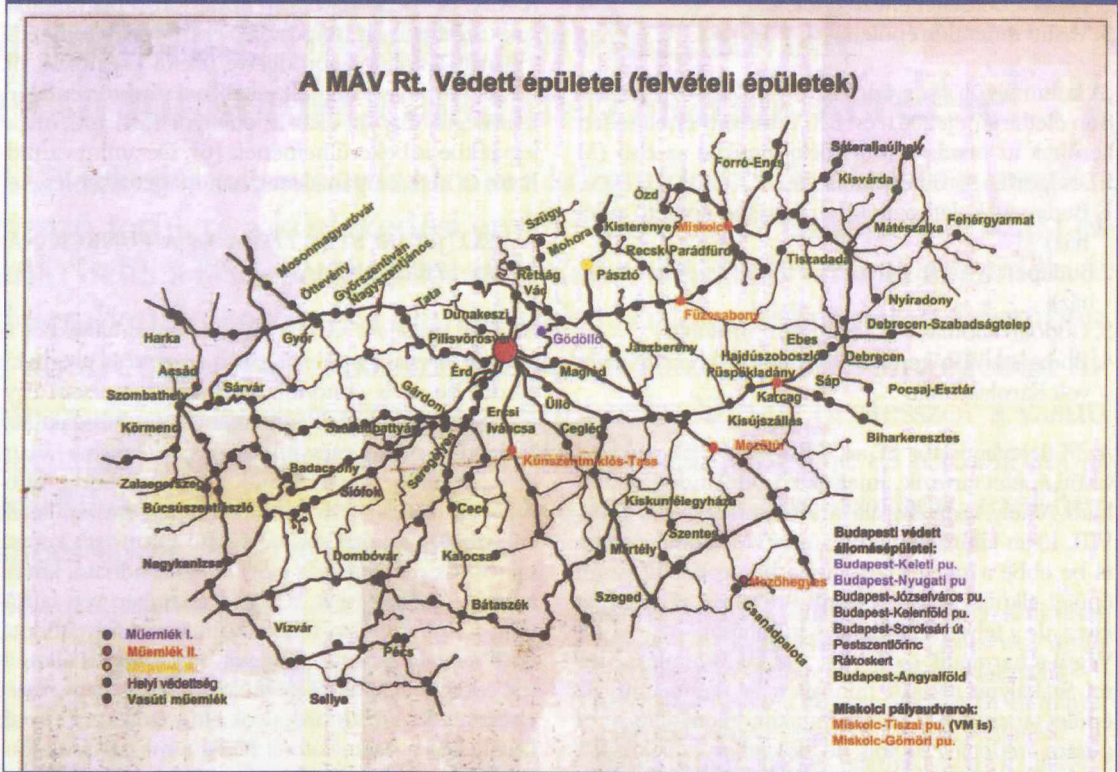 A MÁV Rt. Védett épületei (felvételi épületek)
Sátoraljaújhely
Forró-Encs
Kisvárda
Ózd
Szügy
Fehérgyarmat
Mohora
Kisterenye
Miskolc
Mátészalka
Mosonmagyaróvár
Recsk-Parádfürdő
Tiszadada
Öttevény
Győrszentiván
Nagyszentjános
Rétság
Pásztó
Vác
Tata
Nyíradony
Dunakeszi
Füzesabony
Harka
Győr
Pilisvörösvár
Gödöllő
Debrecen-Szabadságtelep
Jászberény
Ebes
Hajdúszoboszló
Debrecen
Érd
Maglód
Püspökladány
Szombathely
Sárvár
Gárdony
Sáp
Pocsaj-Esztár
Karcag
Üllő
Ercsi
Iváncsa
Cegléd
Kisújszállás
Körmend
Szabadbattyán
Biharkeresztes
Mezőtúr
Seregélyes
Kunszentmiklós-Tass
Badacsony
Zalaegerszeg
Siófok
Kiskunfélegyháza
Búcsúszentlászló
Cece
Szentes
Nagykanizsa
Dombóvár
Kalocsa
Mártély
Mezőhegyes
Bátaszék
Szeged
Csanádpalota
Vízvár
Pécs
Sellye
Műemlék I.
Műemlék II.
Helyi védettség
Vasúti műemlék
Budapesti védett
állomásépületei:
Budapest-Keleti pu.
Budapest-Nyugati pu
Budapest-Józsefváros pu.
Budapest-Kelenföld pu.
Budapest-Soroksári út
Pestszentlőrinc
Rákoskert
Budapest-Angyalföld
Miskolci pályaudvarok:
Miskolc-Tiszai pu. (VM is)
Miskolc-Gömöri pu.